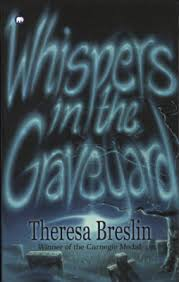 Whispers
in the
Graveyard
Theresa Breslin
Winner of the Carnegie Medal